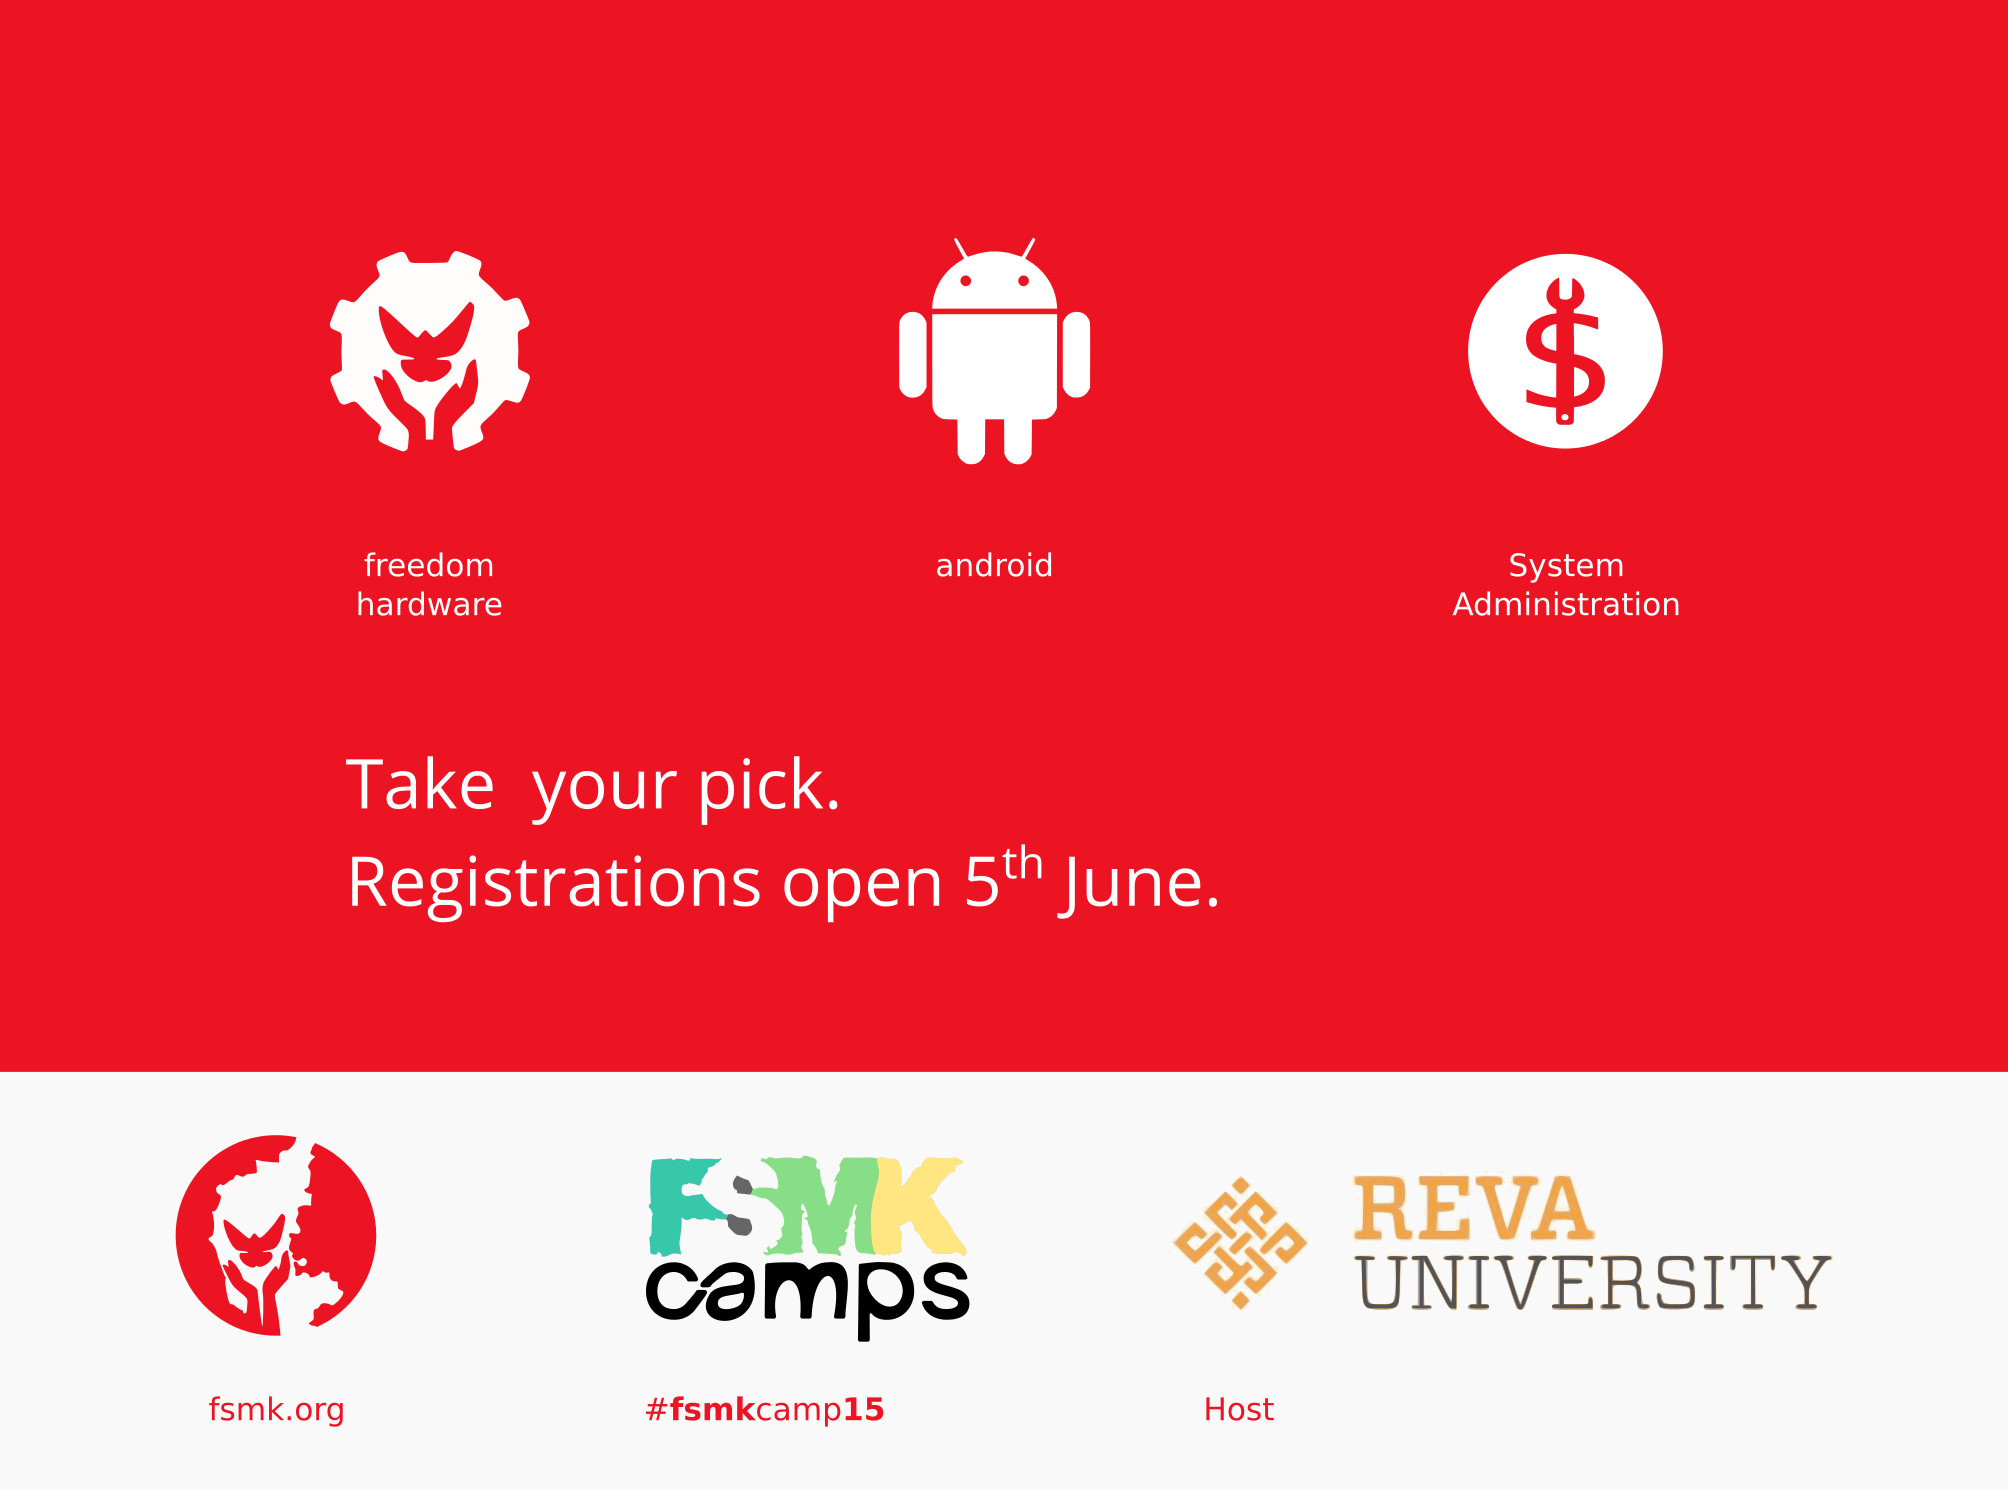 freedom
hardware
android
$
System
Administration
Take your pick.
Registrations open 5th June.
FSMK
camps
REVA
UNIVERSITY
fsmk.org
#fsmkcamp15
Host